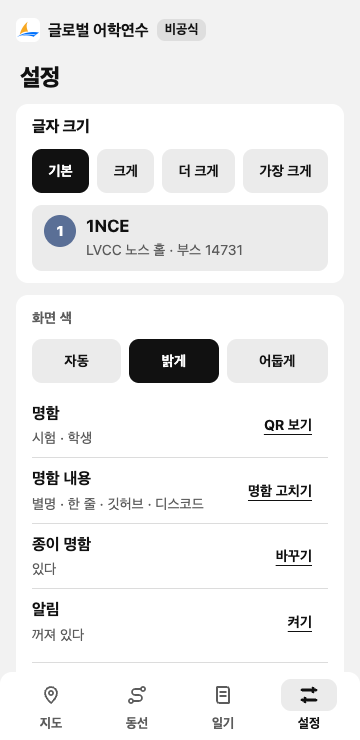 글로벌 어학연수 비공식
설정
글자 크기
기본 크게 더 크게 가장 크게
1 1NCE
LVCC 노스 홀 · 부스 14731
화면 색
자동 밝게 어둡게
명함
시험 · 학생
QR 보기
명함 내용
별명 · 한 줄 · 깃허브 · 디스코드
명함 고치기
종이 명함
있다
바꾸기
알림
꺼져 있다
켜기
지도 동선 일기 설정